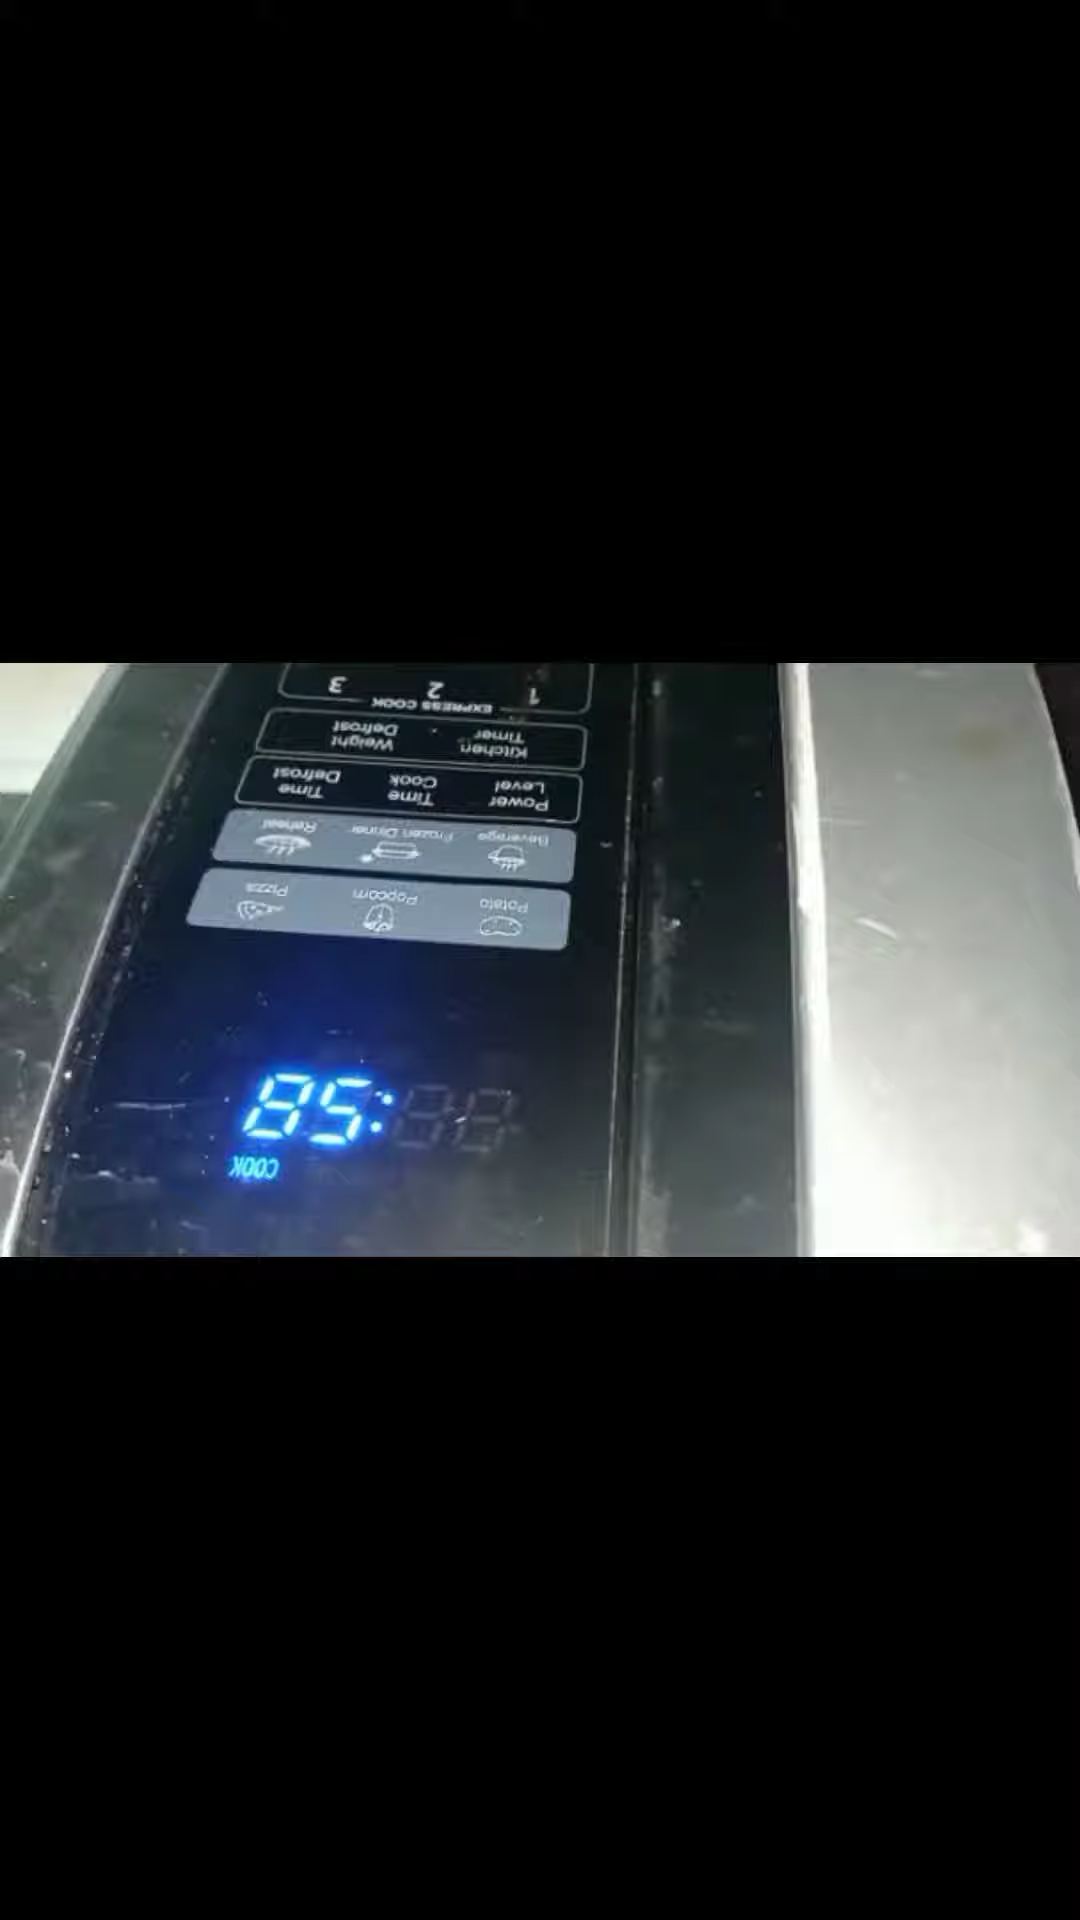 COOK
:58
Potato Popcorn Pizza
Beverage Frozen Dinner Reheat
Power Time Time
Level Cook Defrost
Kitchen Weight
Timer Defrost
EXPRESS COOK
1 2 3